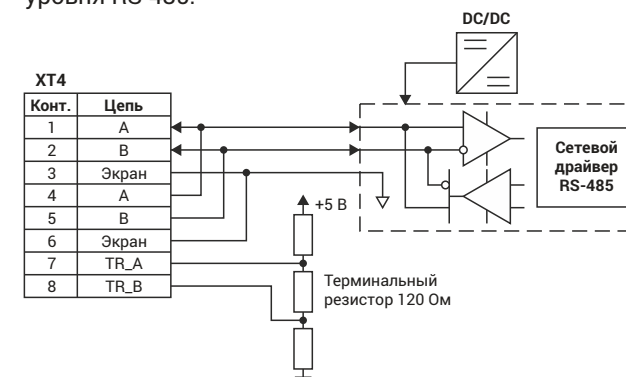 уровня RS-485.
DC/DC
XT4
Конт. Цепь
1 A
2 B
3 Экран
4 A
5 B
6 Экран
7 TR_A
8 TR_B
+5 В
Терминальный
резистор 120 Ом
Сетевой
драйвер
RS-485